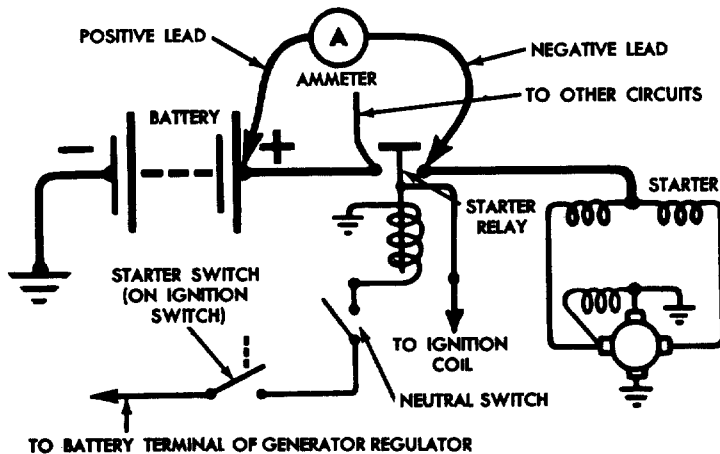 POSITIVE LEAD
A
AMMETER
NEGATIVE LEAD
TO OTHER CIRCUITS
BATTERY
- +
STARTER
STARTER
RELAY
STARTER SWITCH
(ON IGNITION
SWITCH)
TO IGNITION
COIL
NEUTRAL SWITCH
TO BATTERY TERMINAL OF GENERATOR REGULATOR